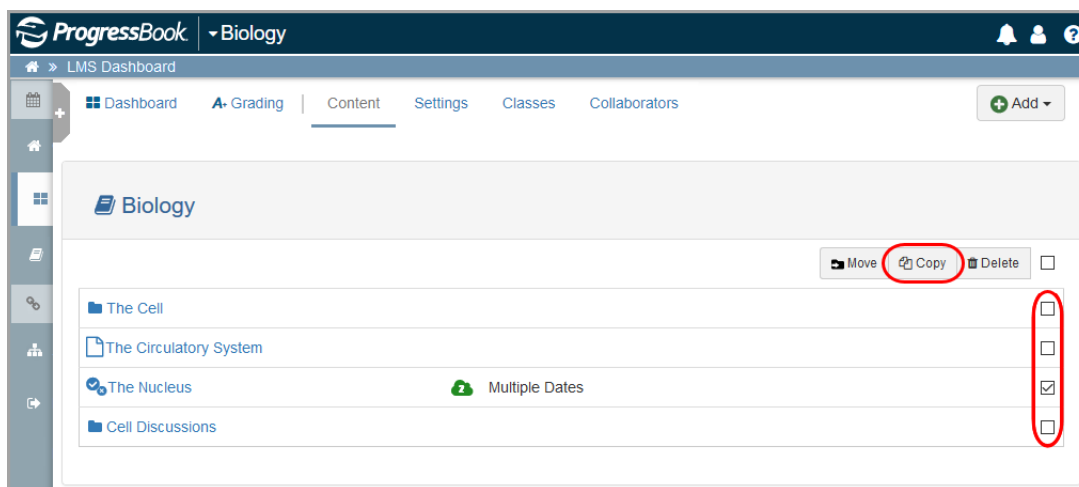 ProgressBook Biology
» LMS Dashboard
Dashboard A+ Grading Content Settings Classes Collaborators Add
Biology
Move Copy Delete
The Cell
The Circulatory System
The Nucleus 2 Multiple Dates
Cell Discussions